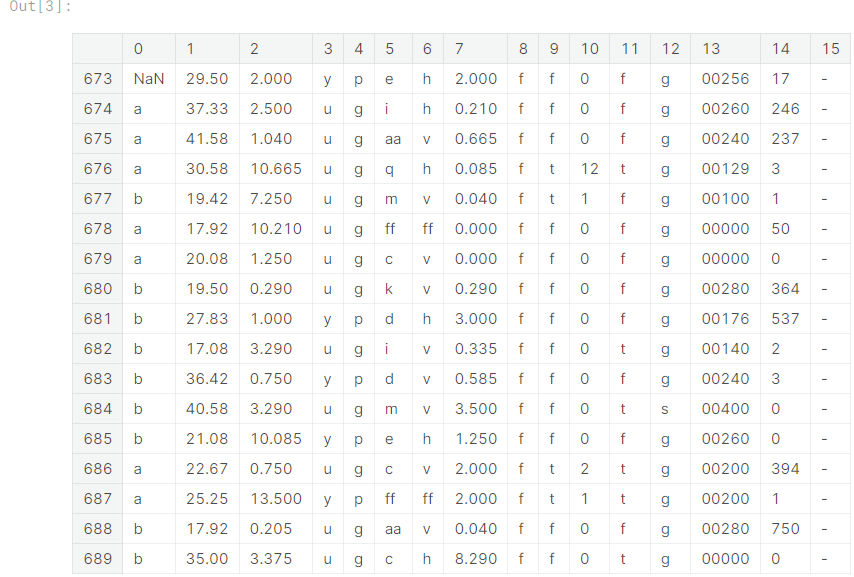 Out[3]:
0 1 2 3 4 5 6 7 8 9 10 11 12 13 14 15
673 NaN 29.50 2.000 y p e h 2.000 f f 0 f g 00256 17 -
674 a 37.33 2.500 u g i h 0.210 f f 0 f g 00260 246 -
675 a 41.58 1.040 u g aa v 0.665 f f 0 f g 00240 237 -
676 a 30.58 10.665 u g q h 0.085 f t 12 t g 00129 3 -
677 b 19.42 7.250 u g m v 0.040 f t 1 f g 00100 1 -
678 a 17.92 10.210 u g ff ff 0.000 f f 0 f g 00000 50 -
679 a 20.08 1.250 u g c v 0.000 f f 0 f g 00000 0 -
680 b 19.50 0.290 u g k v 0.290 f f 0 f g 00280 364 -
681 b 27.83 1.000 y p d h 3.000 f f 0 f g 00176 537 -
682 b 17.08 3.290 u g i v 0.335 f f 0 t g 00140 2 -
683 b 36.42 0.750 y p d v 0.585 f f 0 f g 00240 3 -
684 b 40.58 3.290 u g m v 3.500 f f 0 t s 00400 0 -
685 b 21.08 10.085 y p e h 1.250 f f 0 f g 00260 0 -
686 a 22.67 0.750 u g c v 2.000 f t 2 t g 00200 394 -
687 a 25.25 13.500 y p ff ff 2.000 f t 1 t g 00200 1 -
688 b 17.92 0.205 u g aa v 0.040 f f 0 f g 00280 750 -
689 b 35.00 3.375 u g c h 8.290 f f 0 t g 00000 0 -